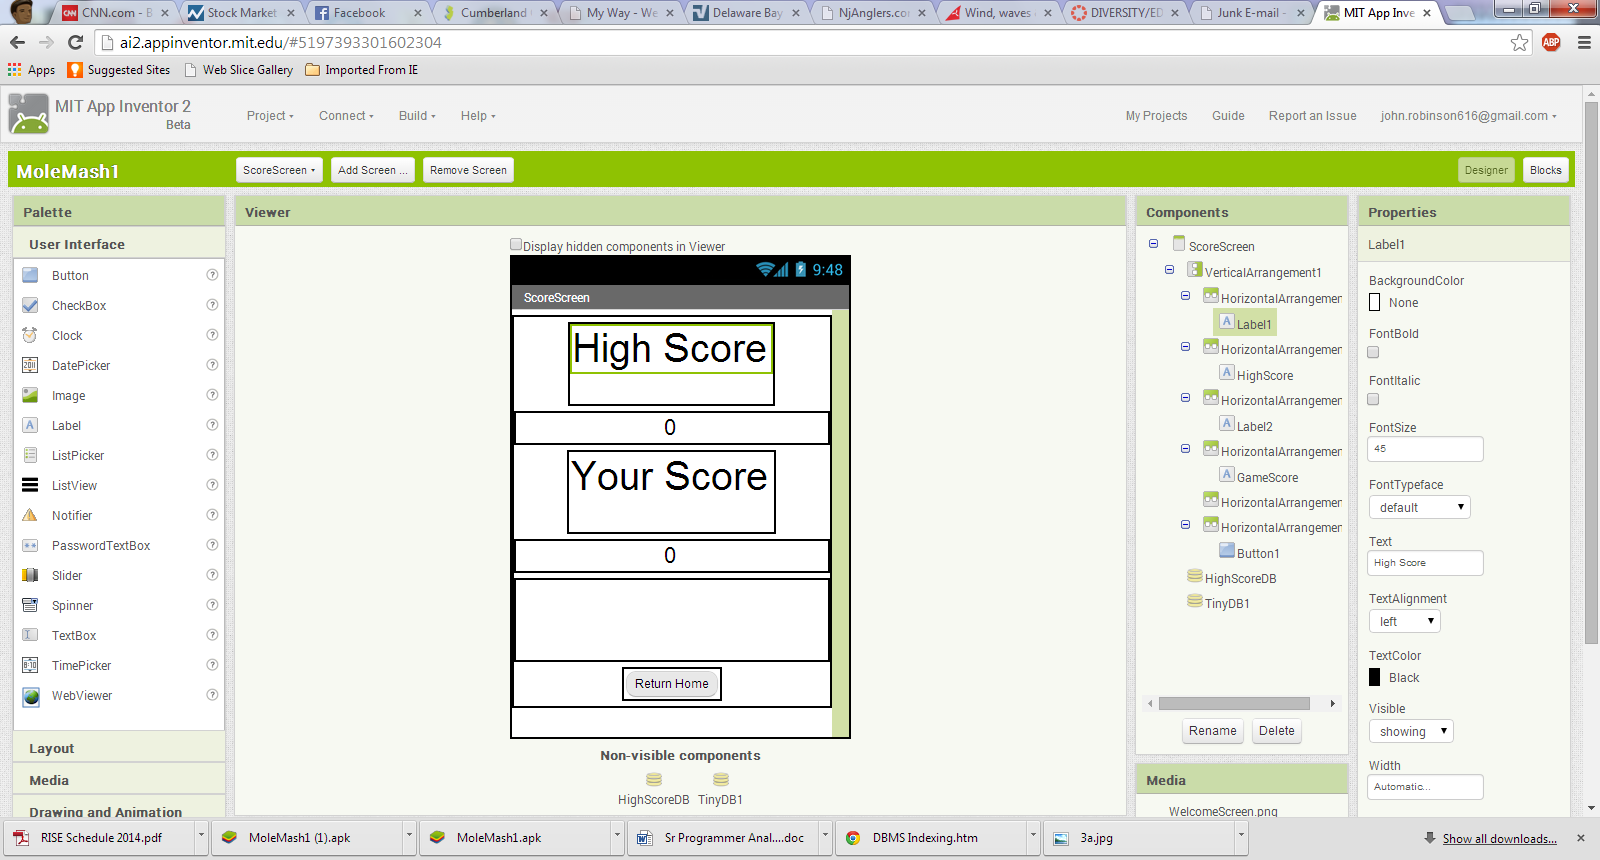 CNN.com - B
Stock Market
Facebook
Cumberland
My Way - We
Delaware Bay
NjAnglers.co
Wind, waves
DIVERSITY/ED
Junk E-mail -
MIT App Inve
ai2.appinventor.mit.edu/#5197393301602304
ABP
Apps
Suggested Sites
Web Slice Gallery
Imported From IE
MIT App Inventor 2
Beta
Project
Connect
Build
Help
My Projects
Guide
Report an Issue
john.robinson616@gmail.com
MoleMash1
ScoreScreen
Add Screen ...
Remove Screen
Designer
Blocks
Palette
User Interface
Button
CheckBox
Clock
DatePicker
Image
Label
ListPicker
ListView
Notifier
PasswordTextBox
Slider
Spinner
TextBox
TimePicker
WebViewer
Layout
Media
Drawing and Animation
Viewer
Display hidden components in Viewer
9:48
ScoreScreen
High Score
0
Your Score
0
Return Home
Non-visible components
HighScoreDB
TinyDB1
Components
ScoreScreen
VerticalArrangement1
HorizontalArrangemen
Label1
HorizontalArrangemen
HighScore
HorizontalArrangemen
Label2
HorizontalArrangemen
GameScore
HorizontalArrangemen
HorizontalArrangemen
Button1
HighScoreDB
TinyDB1
Rename
Delete
Media
WelcomeScreen.png
Properties
Label1
BackgroundColor
None
FontBold
FontItalic
FontSize
45
FontTypeface
default
Text
High Score
TextAlignment
left
TextColor
Black
Visible
showing
Width
Automatic...
RISE Schedule 2014.pdf
MoleMash1 (1).apk
MoleMash1.apk
Sr Programmer Anal....doc
DBMS Indexing.htm
3a.jpg
Show all downloads...